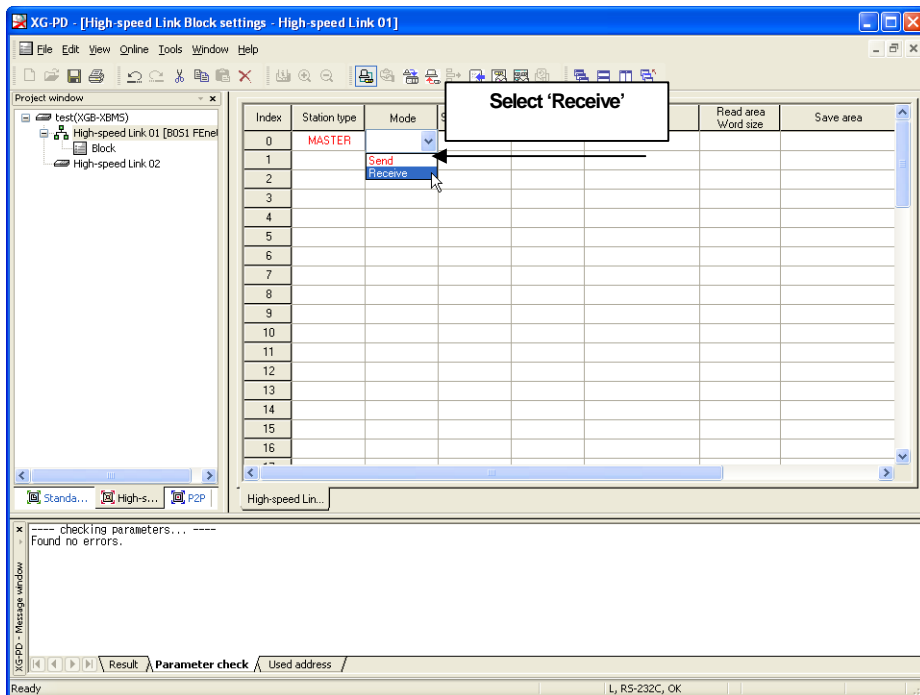 XG-PD - [High-speed Link Block settings - High-speed Link 01]
File Edit View Online Tools Window Help
Project window
test(XGB-XBMS)
High-speed Link 01 [B0S1 FEnet
Block
High-speed Link 02
Standa... High-s... P2P
Select 'Receive'
Index Station type Mode Read area Word size Save area
0 MASTER
Send
Receive
1
2
3
4
5
6
7
8
9
10
11
12
13
14
15
16
High-speed Lin...
---- checking parameters... ----
Found no errors.
XG-PD - Message window
Result Parameter check Used address
Ready L, RS-232C, OK